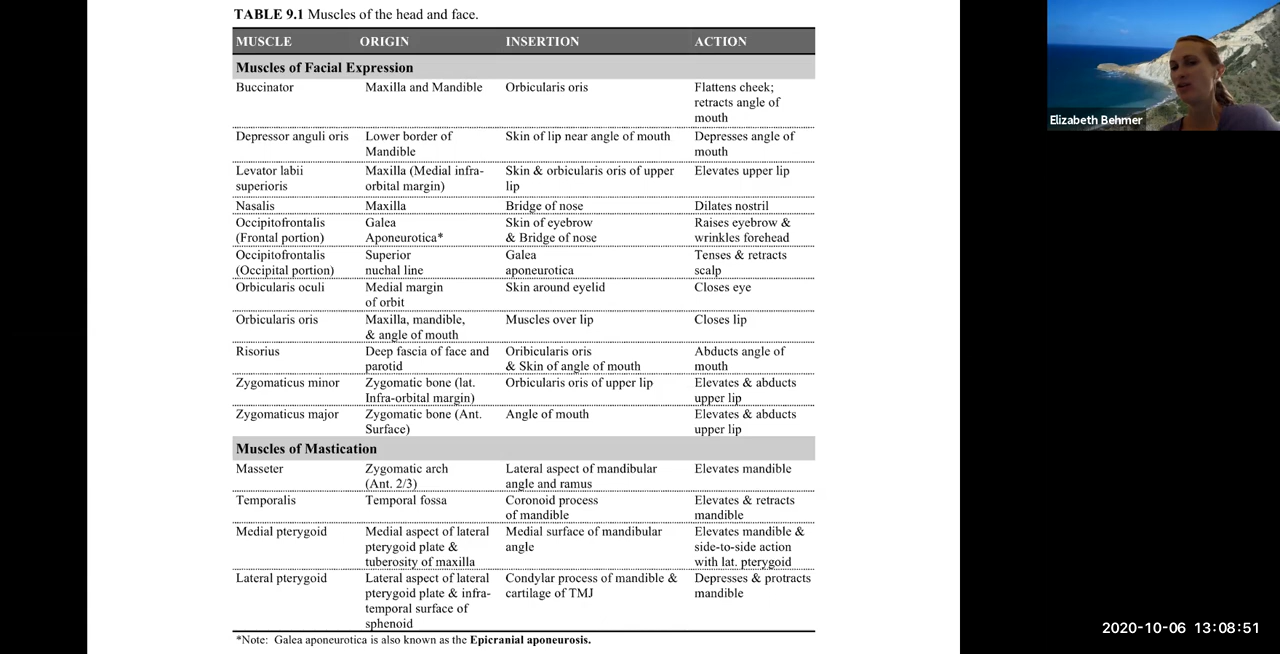 TABLE 9.1 Muscles of the head and face.
MUSCLE ORIGIN INSERTION ACTION
Muscles of Facial Expression
Buccinator Maxilla and Mandible Orbicularis oris Flattens cheek;
retracts angle of
mouth
Depressor anguli oris Lower border of Skin of lip near angle of mouth Depresses angle of
Mandible mouth
Levator labii Maxilla (Medial infra- Skin & orbicularis oris of upper Elevates upper lip
superioris orbital margin) lip
Nasalis Maxilla Bridge of nose Dilates nostril
Occipitofrontalis Galea Skin of eyebrow Raises eyebrow &
(Frontal portion) Aponeurotica* & Bridge of nose wrinkles forehead
Occipitofrontalis Superior Galea Tenses & retracts
(Occipital portion) nuchal line aponeurotica scalp
Orbicularis oculi Medial margin Skin around eyelid Closes eye
of orbit
Orbicularis oris Maxilla, mandible, Muscles over lip Closes lip
& angle of mouth
Risorius Deep fascia of face and Oribicularis oris Abducts angle of
parotid & Skin of angle of mouth mouth
Zygomaticus minor Zygomatic bone (lat. Orbicularis oris of upper lip Elevates & abducts
Infra-orbital margin) upper lip
Zygomaticus major Zygomatic bone (Ant. Angle of mouth Elevates & abducts
Surface) upper lip
Muscles of Mastication
Masseter Zygomatic arch Lateral aspect of mandibular Elevates mandible
(Ant. 2/3) angle and ramus
Temporalis Temporal fossa Coronoid process Elevates & retracts
of mandible mandible
Medial pterygoid Medial aspect of lateral Medial surface of mandibular Elevates mandible &
pterygoid plate & angle side-to-side action
tuberosity of maxilla with lat. pterygoid
Lateral pterygoid Lateral aspect of lateral Condylar process of mandible & Depresses & protracts
pterygoid plate & infra- cartilage of TMJ mandible
temporal surface of
sphenoid
*Note: Galea aponeurotica is also known as the Epicranial aponeurosis.
Elizabeth Behmer
2020-10-06 13:08:51